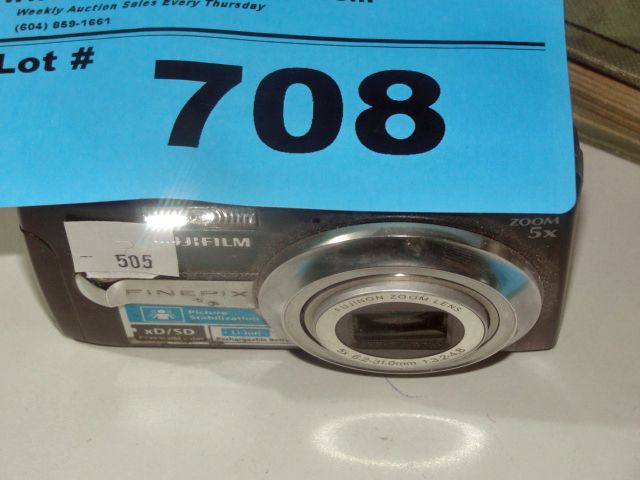 Weekly Auction Sales Every Thursday
(604) 859-1661
Lot # 708
ZOOM
5x
FUJIFILM
505
FINEPIX
Picture
Stabilization
xD/SD
Li-ion
FUJINON ZOOM LENS
5x 6.2-31.0mm 1:3.2-4.8